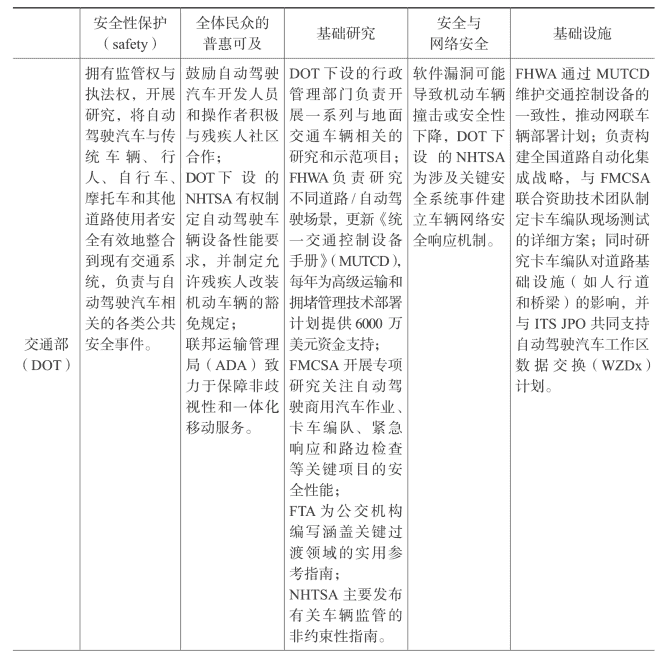 安全性保护
（safety）
全体民众的
普惠可及
基础研究
安全与
网络安全
基础设施
交通部
（DOT）
拥有监管权与
执法权，开展
研究，将自动
驾驶汽车与传
统车辆、行
人、自行车、
摩托车和其他
道路使用者安
全有效地整合
到现有交通系
统，负责与自
动驾驶汽车相
关的各类公共
安全事件。
鼓励自动驾驶
汽车开发人员
和操作者积极
与残疾人社区
合作；
DOT下设的
NHTSA有权制
定自动驾驶车
辆设备性能要
求，并制定允
许残疾人改装
机动车辆的豁
免规定；
联邦运输管理
局（ADA）致
力于保障非歧
视性和一体化
移动服务。
DOT下设的行政
管理部门负责开
展一系列与地面
交通车辆相关的
研究和示范项目；
FHWA负责研究
不同道路/自动驾
驶场景，更新《统
一交通控制设备
手册》（MUTCD），
每年为高级运输和
拥堵管理技术部署
计划提供6000万
美元资金支持；
FMCSA开展专项
研究关注自动驾
驶商用汽车作业、
卡车编队、紧急
响应和路边检查
等关键项目的安
全性能；
FTA为公交机构
编写涵盖关键过
渡领域的实用参
考指南；
NHTSA主要发布
有关车辆监管的
非约束性指南。
软件漏洞可能
导致机动车辆
撞击或安全性
下降，DOT下
设的NHTSA
为涉及关键安
全系统事件建
立车辆网络安
全响应机制。
FHWA通过MUTCD
维护交通控制设备的
一致性，推动网联车
辆部署计划；负责构
建全国道路自动化集
成战略，与FMCSA
联合资助技术团队制
定卡车编队现场测试
的详细方案；同时研
究卡车编队对道路基
础设施（如人行道
和桥梁）的影响，并
与ITS JPO共同支持
自动驾驶汽车工作区
数据交换（WZDx）
计划。